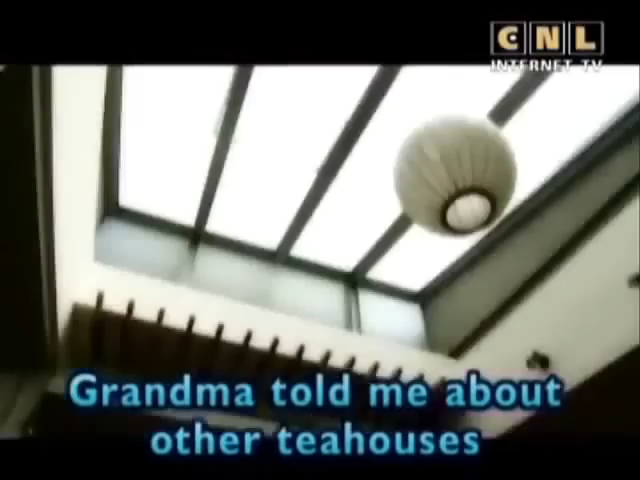 CNL
INTERNET TV
Grandma told me about
other teahouses